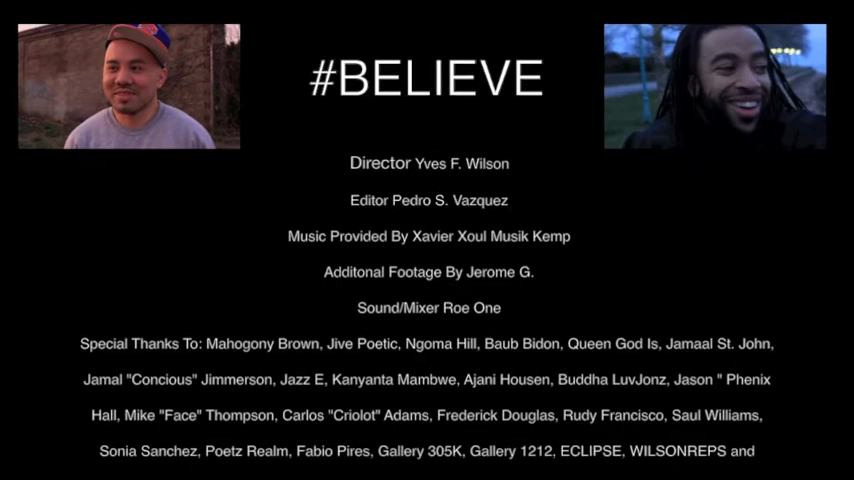 #BELIEVE
Director Yves F. Wilson
Editor Pedro S. Vazquez
Music Provided By Xavier Xoul Musik Kemp
Additonal Footage By Jerome G.
Sound/Mixer Roe One
Special Thanks To: Mahogony Brown, Jive Poetic, Ngoma Hill, Baub Bidon, Queen God Is, Jamaal St. John,
Jamal "Concious" Jimmerson, Jazz E, Kanyanta Mambwe, Ajani Housen, Buddha LuvJonz, Jason " Phenix
Hall, Mike "Face" Thompson, Carlos "Criolot" Adams, Frederick Douglas, Rudy Francisco, Saul Williams,
Sonia Sanchez, Poetz Realm, Fabio Pires, Gallery 305K, Gallery 1212, ECLIPSE, WILSONREPS and